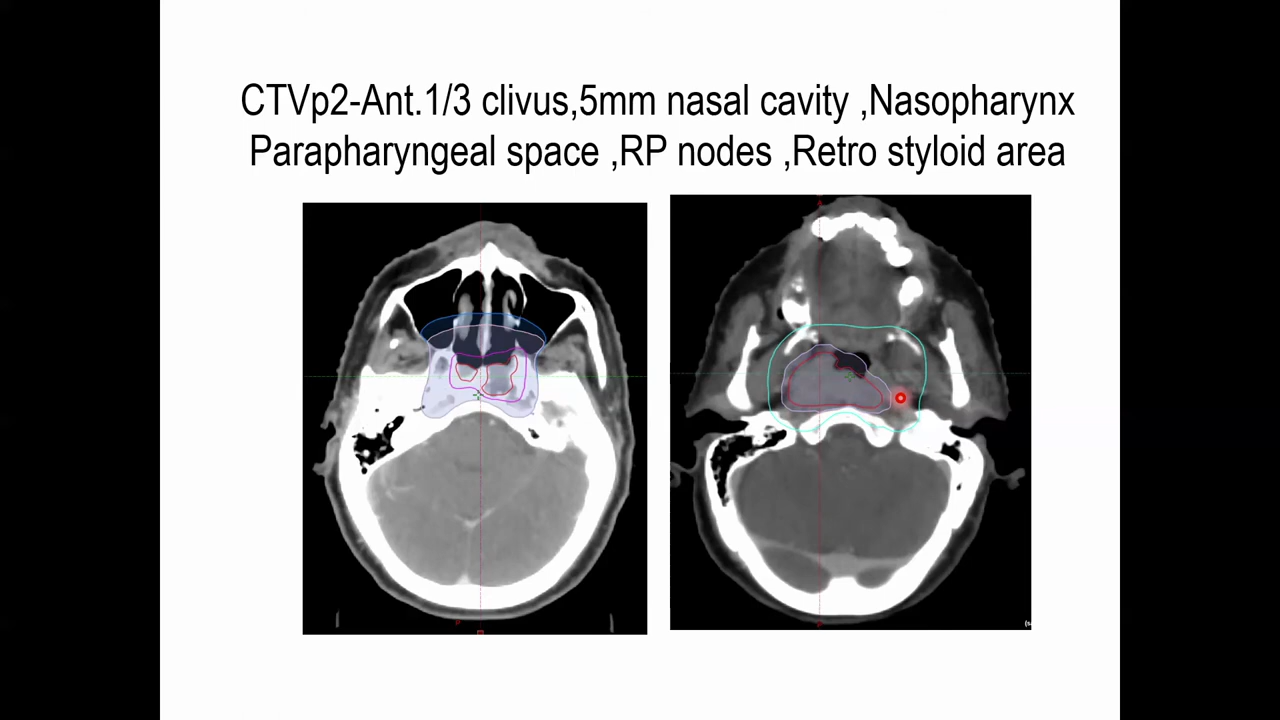 CTVp2-Ant.1/3 clivus,5mm nasal cavity ,Nasopharynx
Parapharyngeal space ,RP nodes ,Retro styloid area